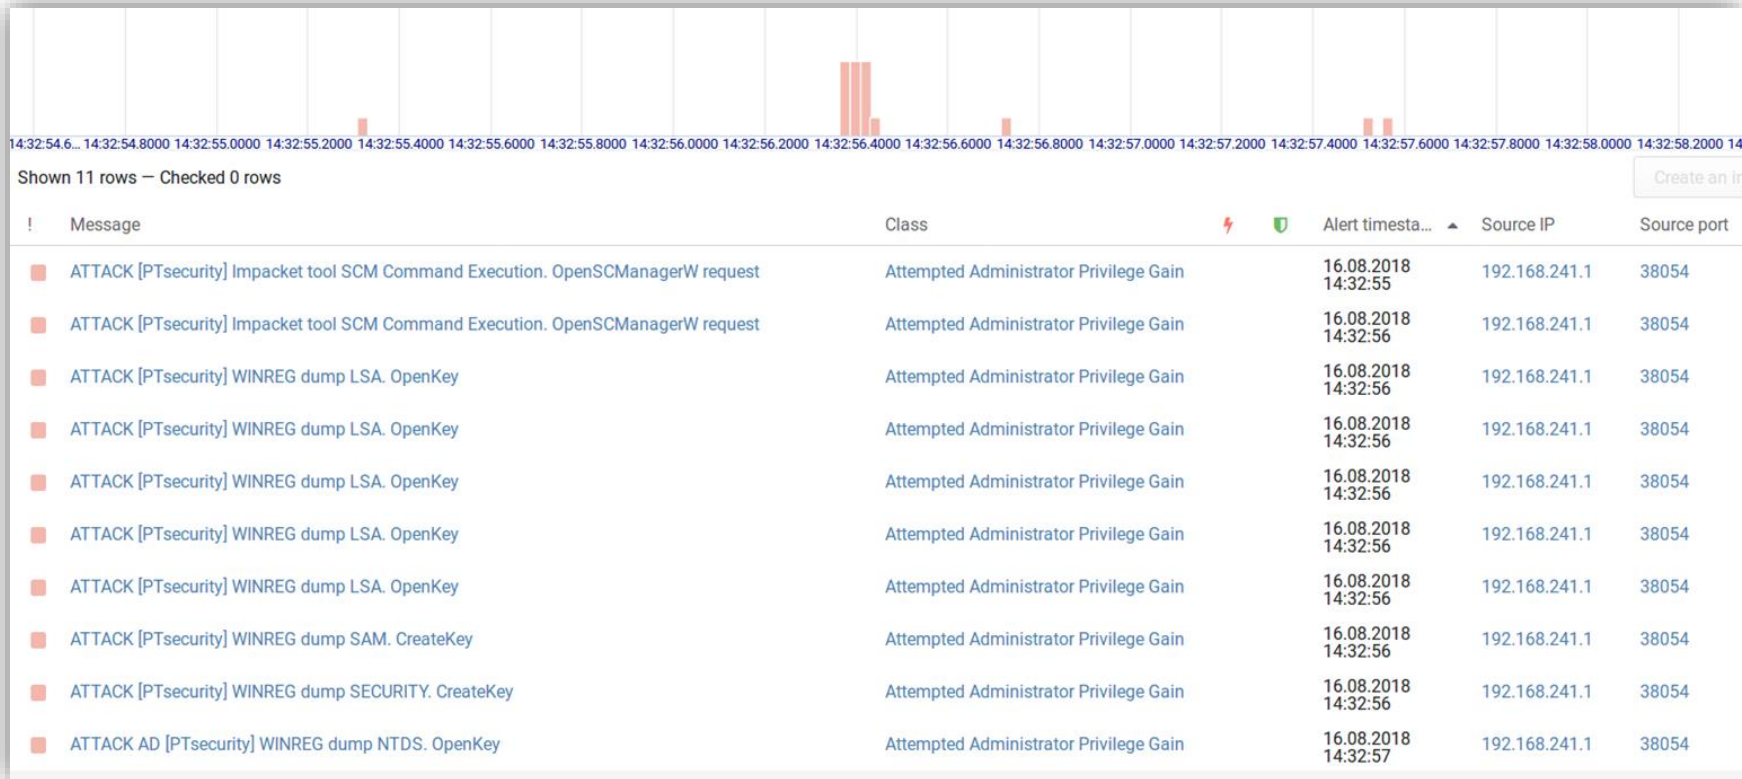 14:32:54.6... 14:32:54.8000 14:32:55.0000 14:32:55.2000 14:32:55.4000 14:32:55.6000 14:32:55.8000 14:32:56.0000 14:32:56.2000 14:32:56.4000 14:32:56.6000 14:32:56.8000 14:32:57.0000 14:32:57.2000 14:32:57.4000 14:32:57.6000 14:32:57.8000 14:32:58.0000 14:32:58.2000 14
Shown 11 rows — Checked 0 rows Create an in
! Message Class Alert timesta... Source IP Source port
ATTACK [PTsecurity] Impacket tool SCM Command Execution. OpenSCManagerW request Attempted Administrator Privilege Gain 16.08.2018 192.168.241.1 38054
14:32:55
ATTACK [PTsecurity] Impacket tool SCM Command Execution. OpenSCManagerW request Attempted Administrator Privilege Gain 16.08.2018 192.168.241.1 38054
14:32:56
ATTACK [PTsecurity] WINREG dump LSA. OpenKey Attempted Administrator Privilege Gain 16.08.2018 192.168.241.1 38054
14:32:56
ATTACK [PTsecurity] WINREG dump LSA. OpenKey Attempted Administrator Privilege Gain 16.08.2018 192.168.241.1 38054
14:32:56
ATTACK [PTsecurity] WINREG dump LSA. OpenKey Attempted Administrator Privilege Gain 16.08.2018 192.168.241.1 38054
14:32:56
ATTACK [PTsecurity] WINREG dump LSA. OpenKey Attempted Administrator Privilege Gain 16.08.2018 192.168.241.1 38054
14:32:56
ATTACK [PTsecurity] WINREG dump LSA. OpenKey Attempted Administrator Privilege Gain 16.08.2018 192.168.241.1 38054
14:32:56
ATTACK [PTsecurity] WINREG dump SAM. CreateKey Attempted Administrator Privilege Gain 16.08.2018 192.168.241.1 38054
14:32:56
ATTACK [PTsecurity] WINREG dump SECURITY. CreateKey Attempted Administrator Privilege Gain 16.08.2018 192.168.241.1 38054
14:32:56
ATTACK AD [PTsecurity] WINREG dump NTDS. OpenKey Attempted Administrator Privilege Gain 16.08.2018 192.168.241.1 38054
14:32:57